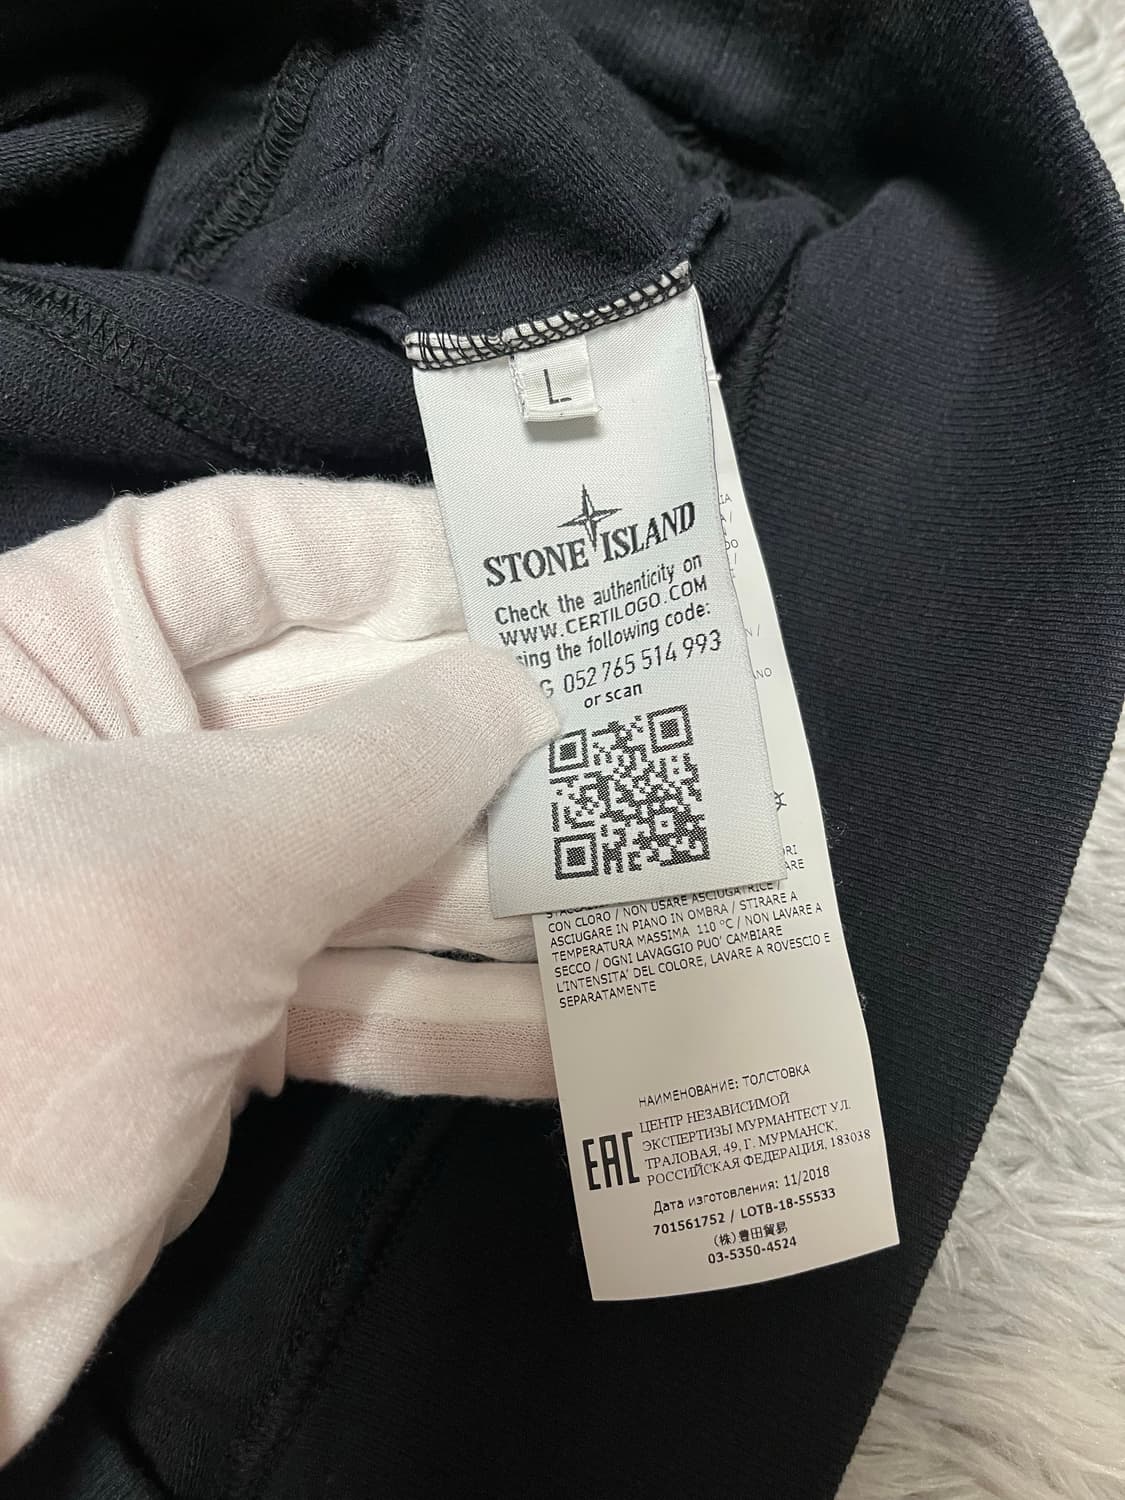 L
STONE ISLAND
Check the authenticity on
WWW.CERTILOGO.COM
the following code:
052 765 514 993
or scan
CON CLORO / NON USARE ASCIUGATRICE /
ASCIUGARE IN PIANO IN OMBRA / STIRARE A
TEMPERATURA MASSIMA 110 °C / NON LAVARE A
SECCO / OGNI LAVAGGIO PUO' CAMBIARE
L'INTENSITA' DEL COLORE, LAVARE A ROVESCIO E
SEPARATAMENTE
НАИМЕНОВАНИЕ: ТОЛСТОВКА
EAC
ЦЕНТР НЕЗАВИСИМОЙ
ЭКСПЕРТИЗЫ МУРМАНТЕСТ УЛ.
ТРАЛОВАЯ, 49, Г. МУРМАНСК,
РОССИЙСКАЯ ФЕДЕРАЦИЯ, 183038
Дата изготовления: 11/2018
701561752 / LOTB-18-55533
(株)豊田貿易
03-5350-4524